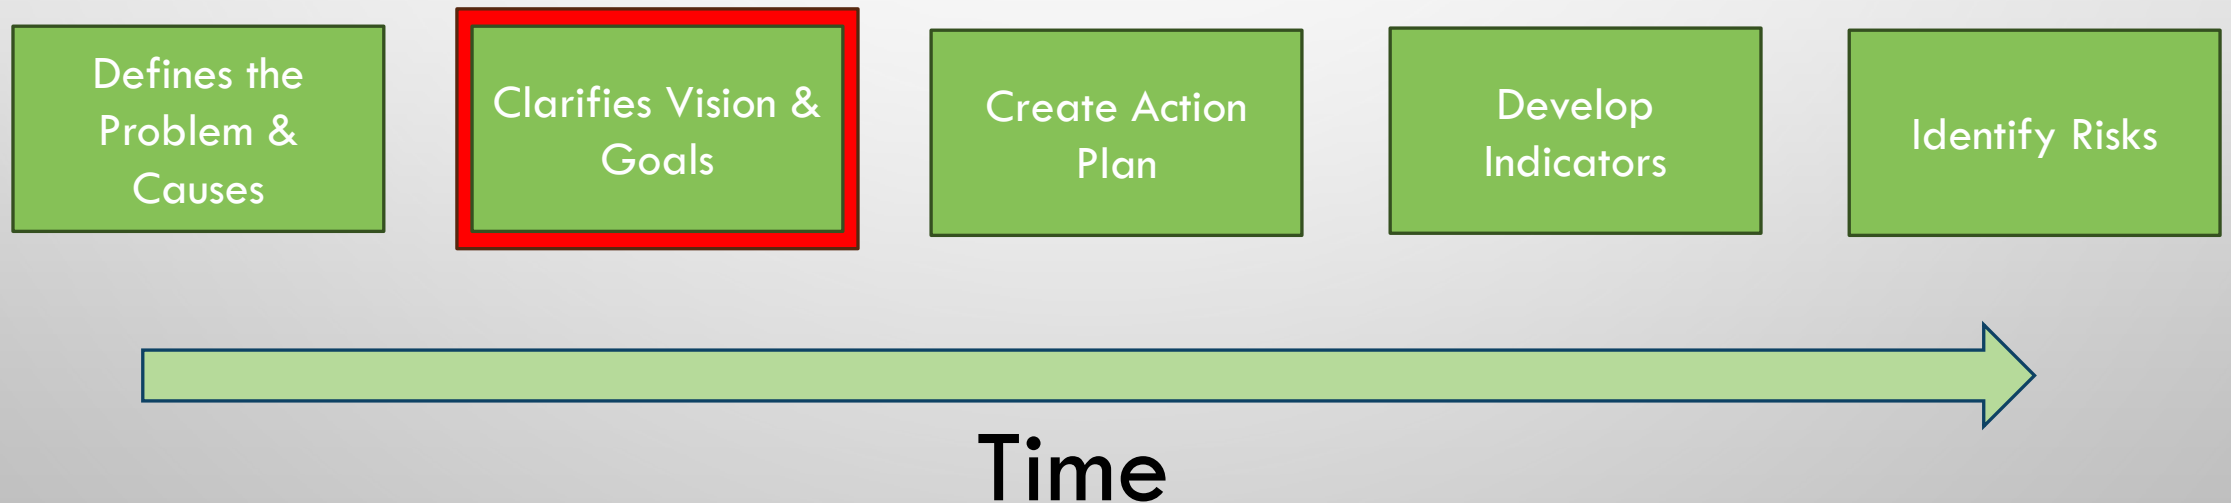 Defines the
Problem &
Causes
Clarifies Vision &
Goals
Create Action
Plan
Develop
Indicators
Identify Risks
Time